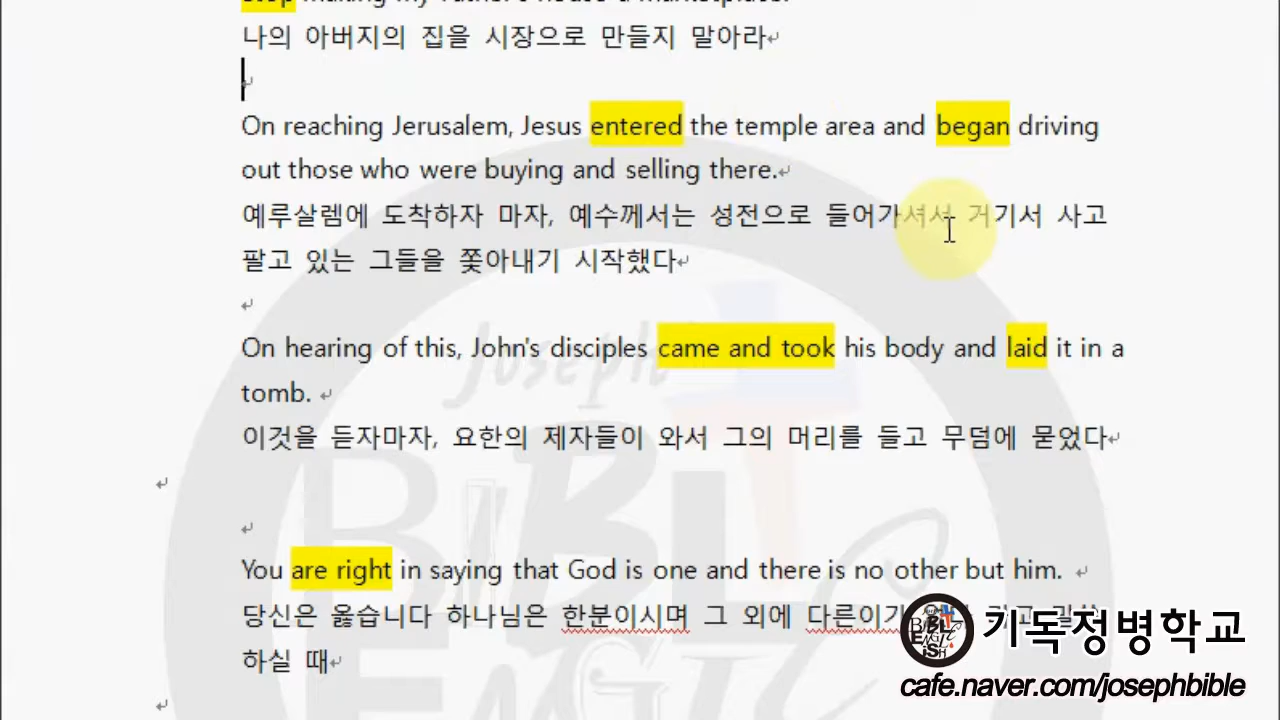 stop making my Father's house a marketplace.
나의 아버지의 집을 시장으로 만들지 말아라
On reaching Jerusalem, Jesus entered the temple area and began driving
out those who were buying and selling there.
예루살렘에 도착하자 마자, 예수께서는 성전으로 들어가셔서 거기서 사고
팔고 있는 그들을 쫓아내기 시작했다
On hearing of this, John's disciples came and took his body and laid it in a
tomb.
이것을 듣자마자, 요한의 제자들이 와서 그의 머리를 들고 무덤에 묻었다
You are right in saying that God is one and there is no other but him.
당신은 옳습니다 하나님은 한분이시며 그 외에 다른이가
하실 때
Joseph
BIBLE
ENGLISH
기독정병학교
cafe.naver.com/josephbible